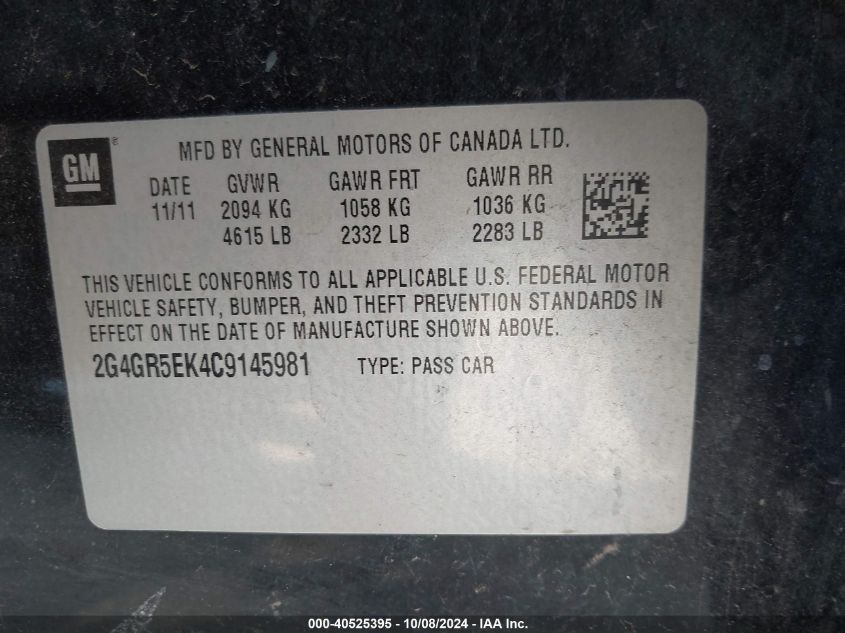 GM ®
MFD BY GENERAL MOTORS OF CANADA LTD.
DATE GVWR GAWR FRT GAWR RR
11/11 2094 KG 1058 KG 1036 KG
4615 LB 2332 LB 2283 LB
THIS VEHICLE CONFORMS TO ALL APPLICABLE U.S. FEDERAL MOTOR
VEHICLE SAFETY, BUMPER, AND THEFT PREVENTION STANDARDS IN
EFFECT ON THE DATE OF MANUFACTURE SHOWN ABOVE.
2G4GR5EK4C9145981 TYPE: PASS CAR
000-40525395 - 10/08/2024 - IAA Inc.